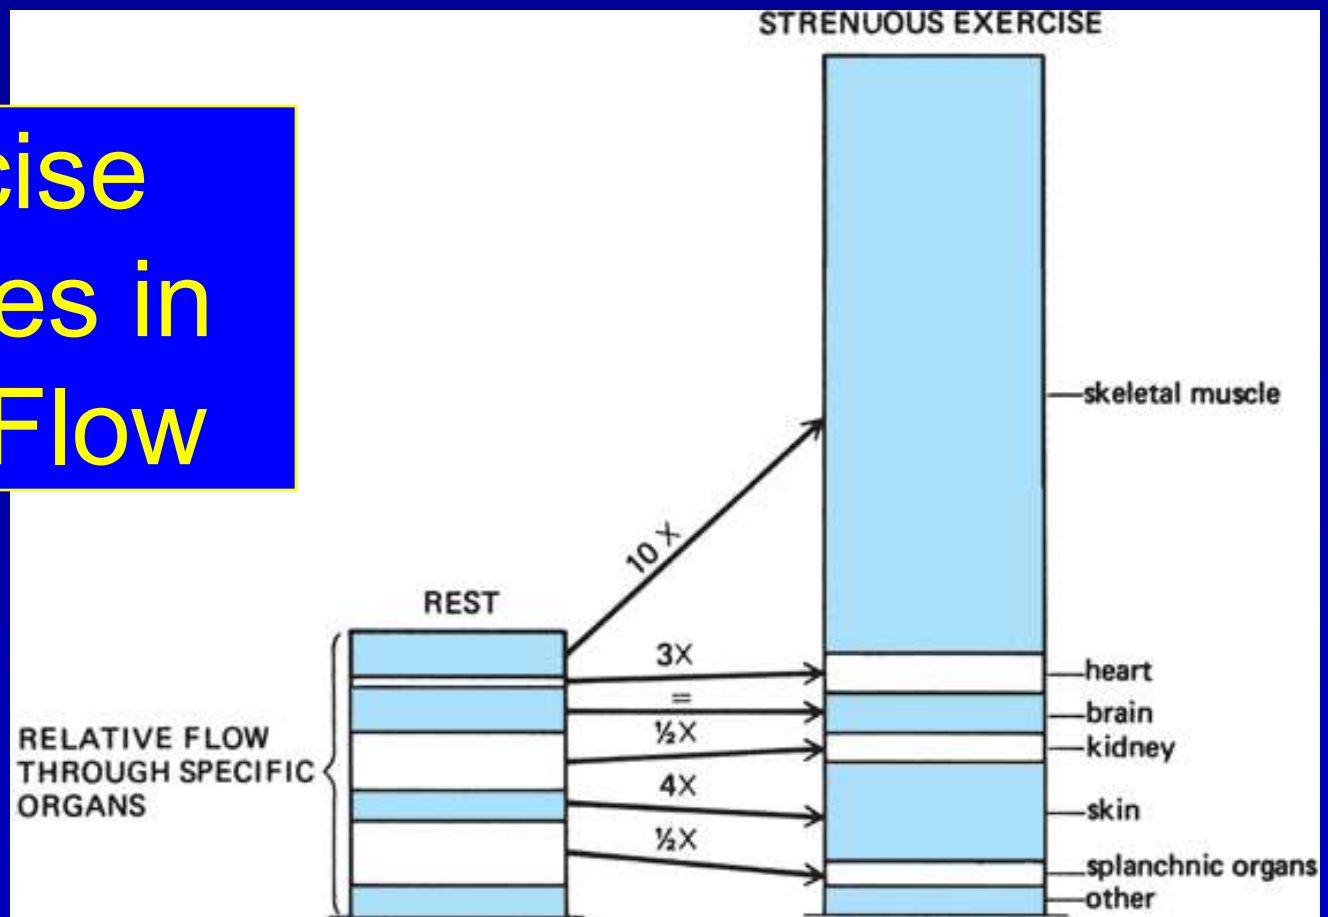 STRENUOUS EXERCISE
cise
es in
Flow
skeletal muscle
10 X
REST
3X
heart
=
brain
½X
kidney
RELATIVE FLOW
THROUGH SPECIFIC
ORGANS
4X
skin
½X
splanchnic organs
other